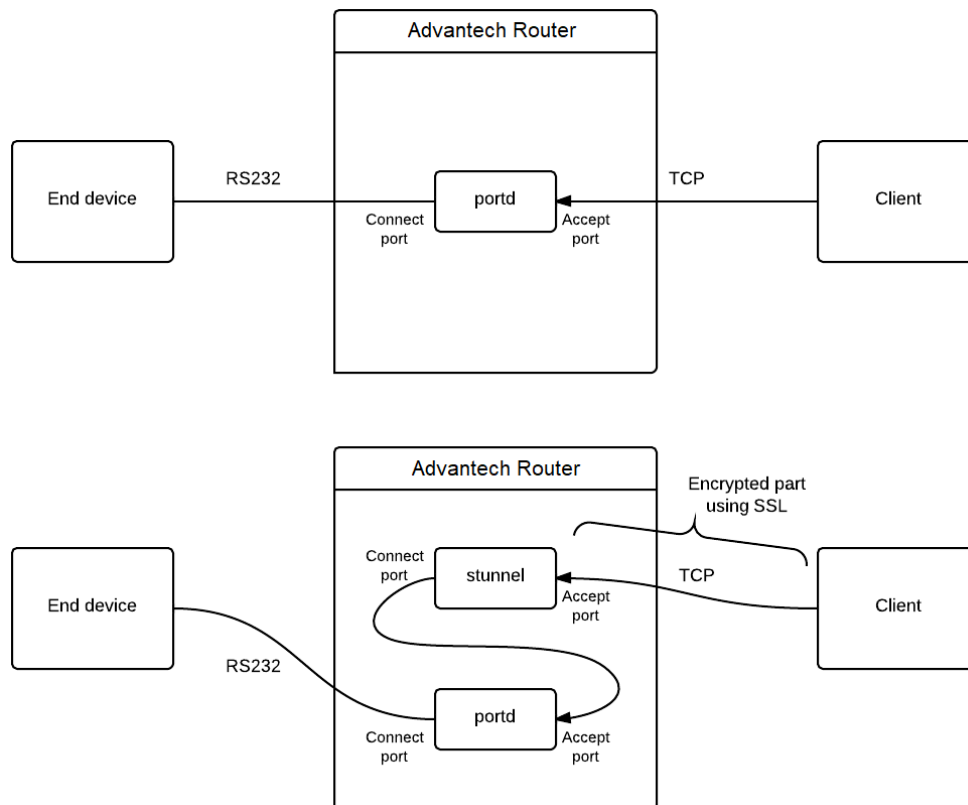 Advantech Router
End device
RS232
portd
TCP
Client
Connect
port
Accept
port
Advantech Router
Encrypted part
using SSL
Connect
port
stunnel
TCP
End device
Accept
port
Client
RS232
portd
Connect
port
Accept
port